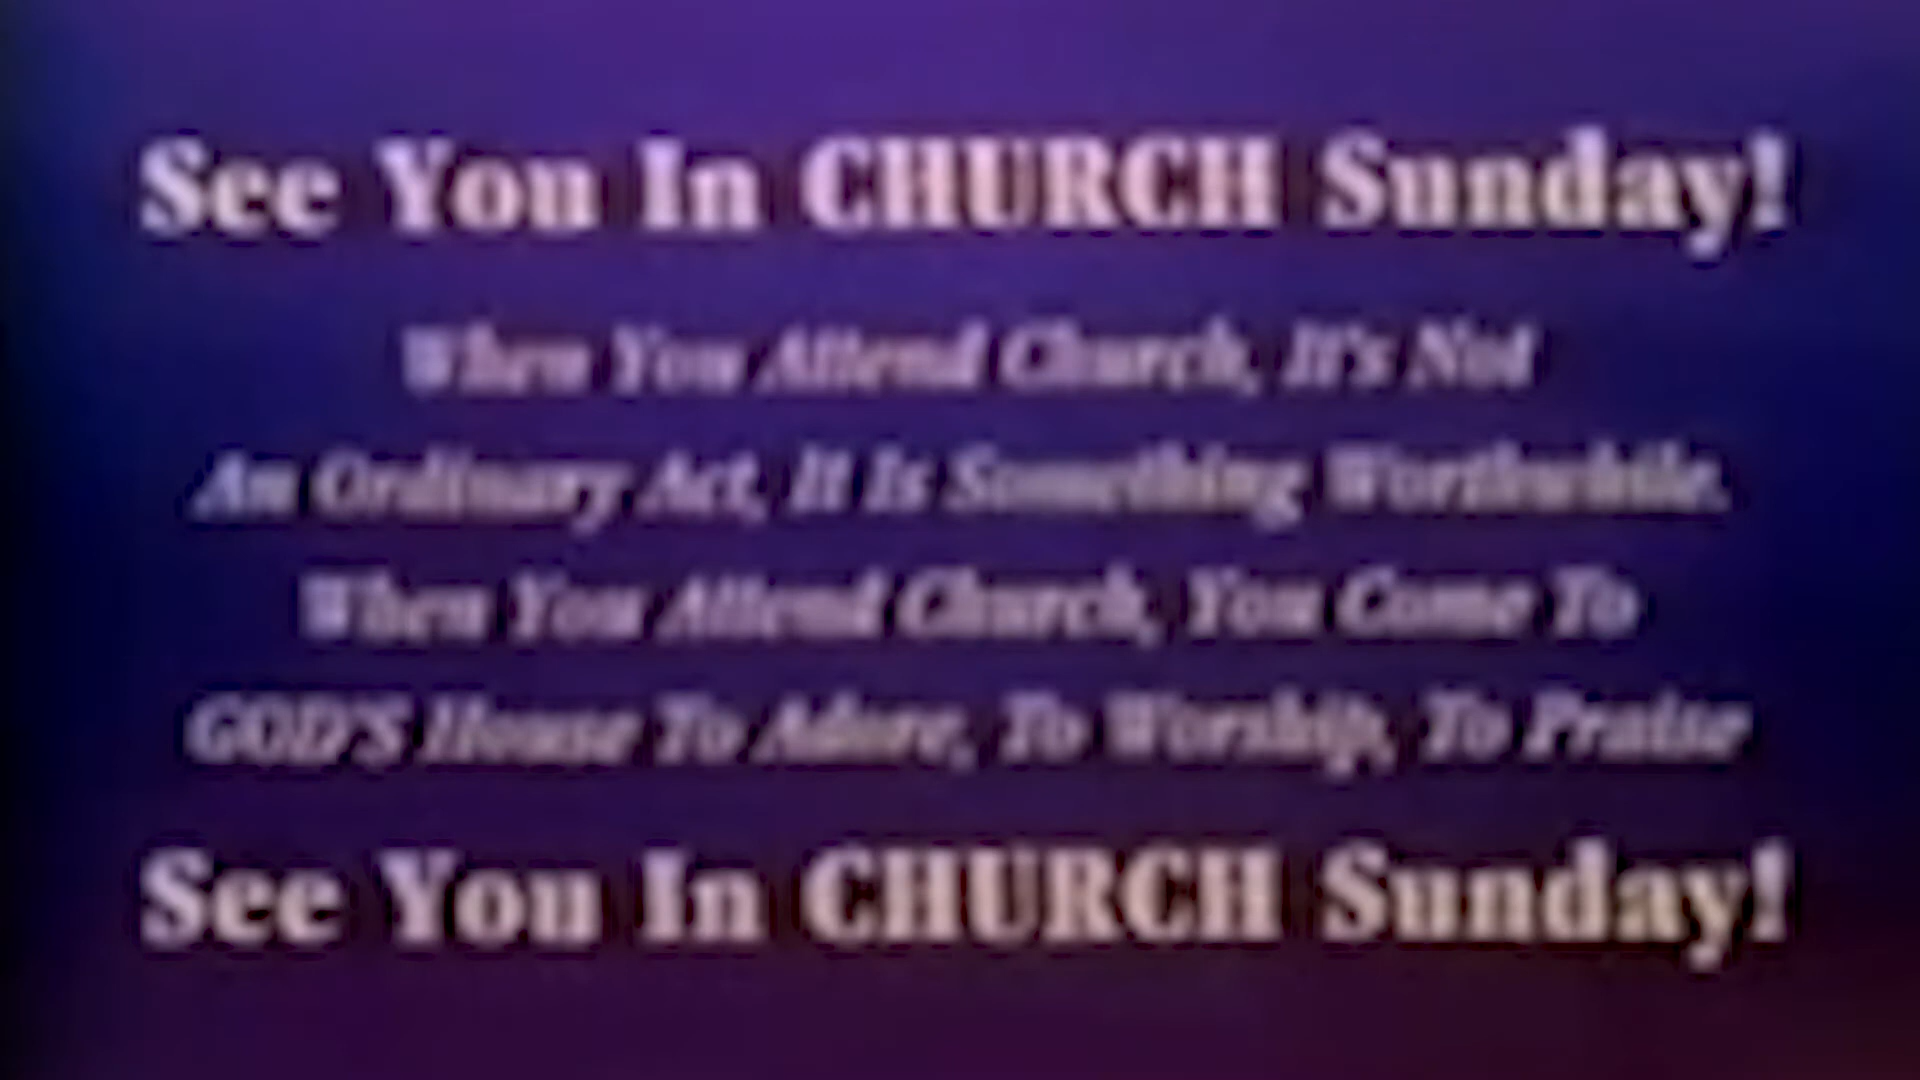 See You In CHURCH Sunday!
When You Attend Church, It's Not
An Ordinary Act, It Is Something Worthwhile.
When You Attend Church, You Come To
GOD'S House To Adore, To Worship, To Praise
See You In CHURCH Sunday!